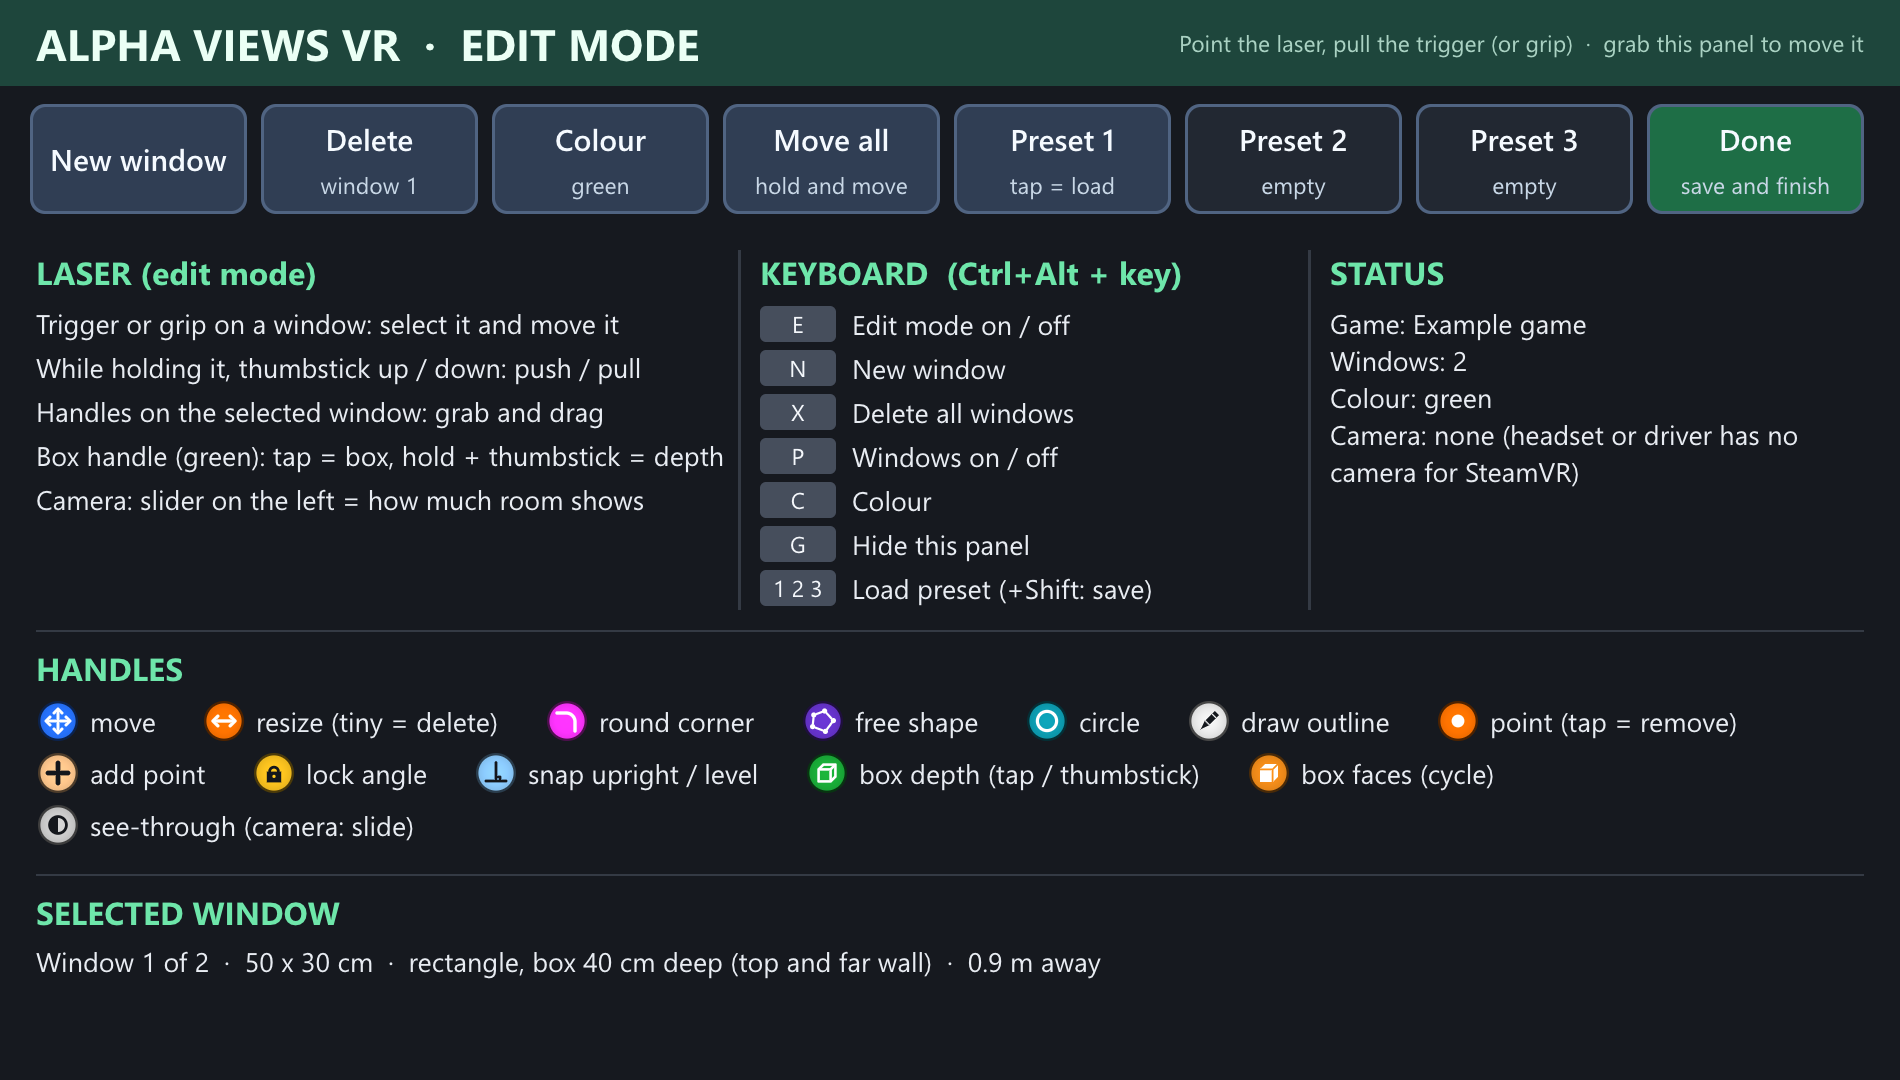 ALPHA VIEWS VR · EDIT MODE
Point the laser, pull the trigger (or grip) · grab this panel to move it
New window
Delete
window 1
Colour
green
Move all
hold and move
Preset 1
tap = load
Preset 2
empty
Preset 3
empty
Done
save and finish
LASER (edit mode)
Trigger or grip on a window: select it and move it
While holding it, thumbstick up / down: push / pull
Handles on the selected window: grab and drag
Box handle (green): tap = box, hold + thumbstick = depth
Camera: slider on the left = how much room shows
KEYBOARD (Ctrl+Alt + key)
E Edit mode on / off
N New window
X Delete all windows
P Windows on / off
C Colour
G Hide this panel
1 2 3 Load preset (+Shift: save)
STATUS
Game: Example game
Windows: 2
Colour: green
Camera: none (headset or driver has no
camera for SteamVR)
HANDLES
move resize (tiny = delete) round corner free shape circle draw outline point (tap = remove)
add point lock angle snap upright / level box depth (tap / thumbstick) box faces (cycle)
see-through (camera: slide)
SELECTED WINDOW
Window 1 of 2 · 50 x 30 cm · rectangle, box 40 cm deep (top and far wall) · 0.9 m away